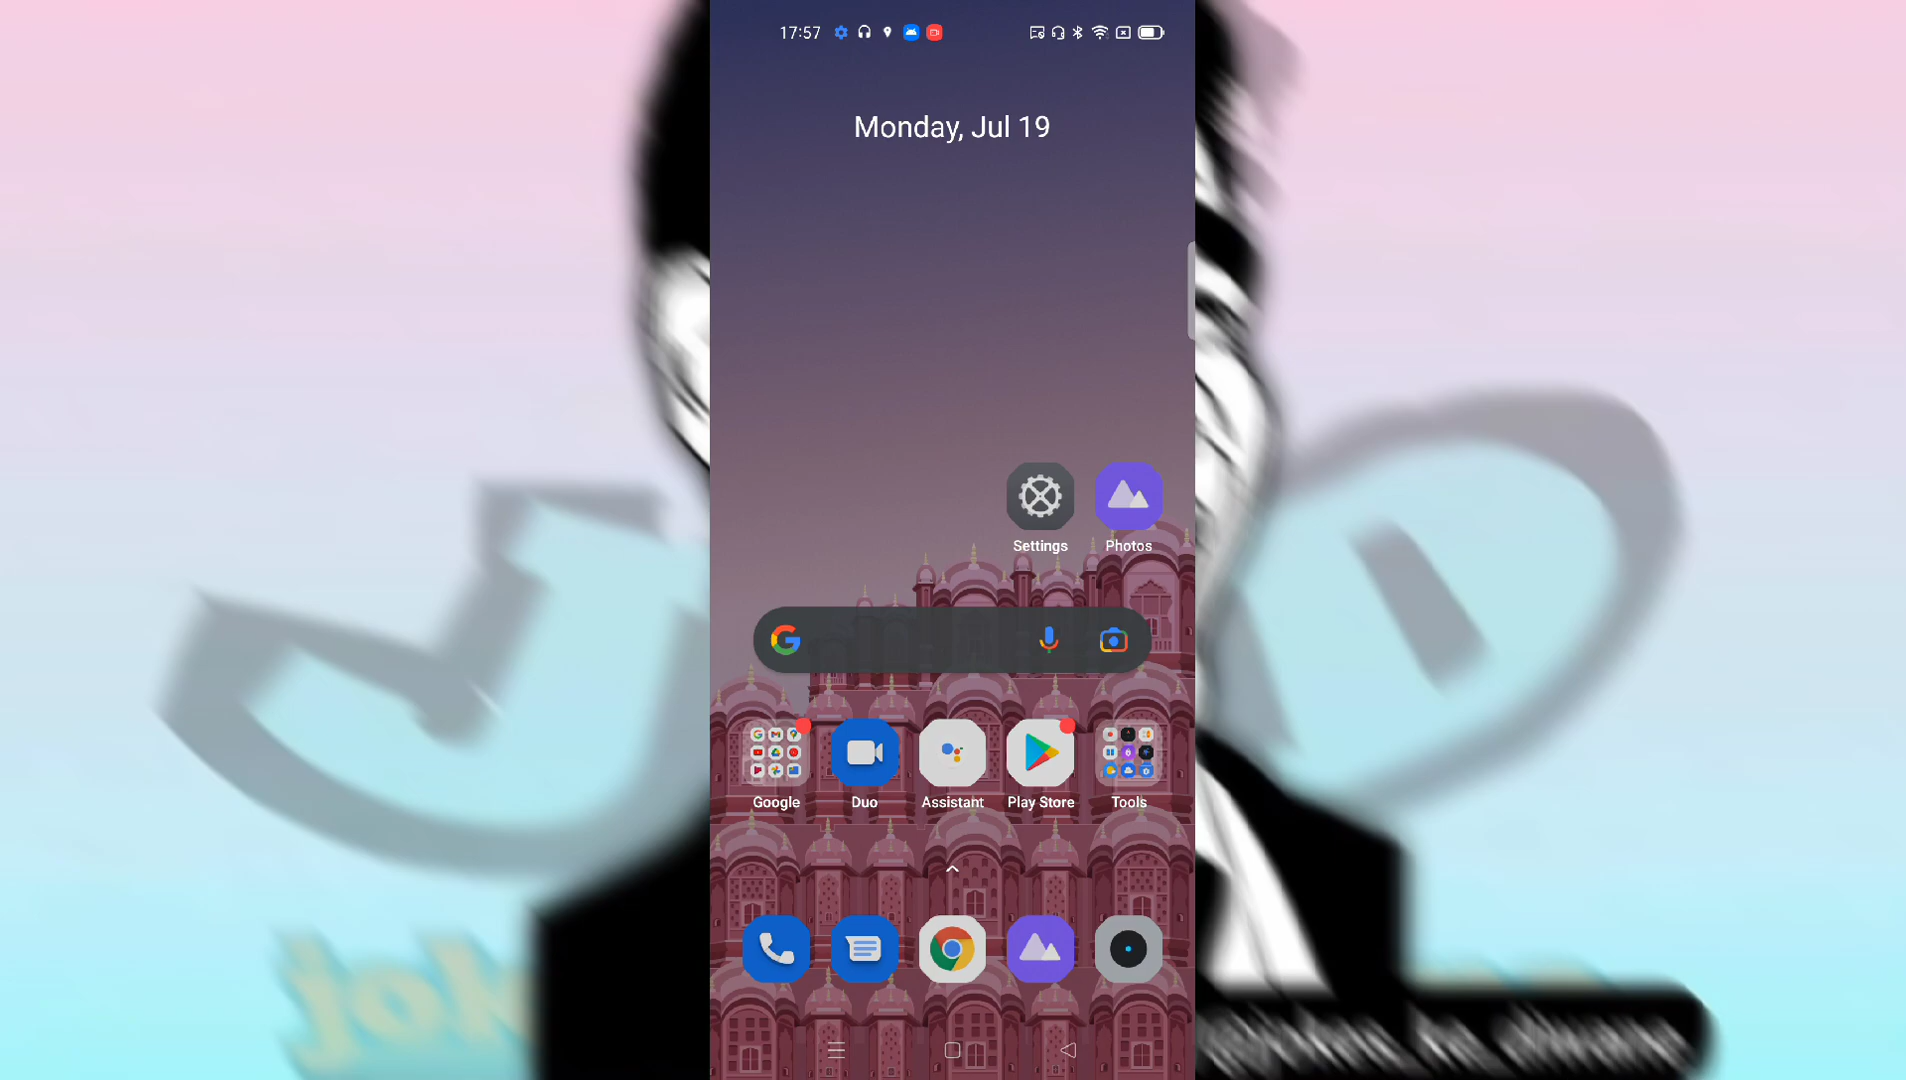 17:57
Monday, Jul 19
Settings
Photos
Google
Duo
Assistant
Play Store
Tools